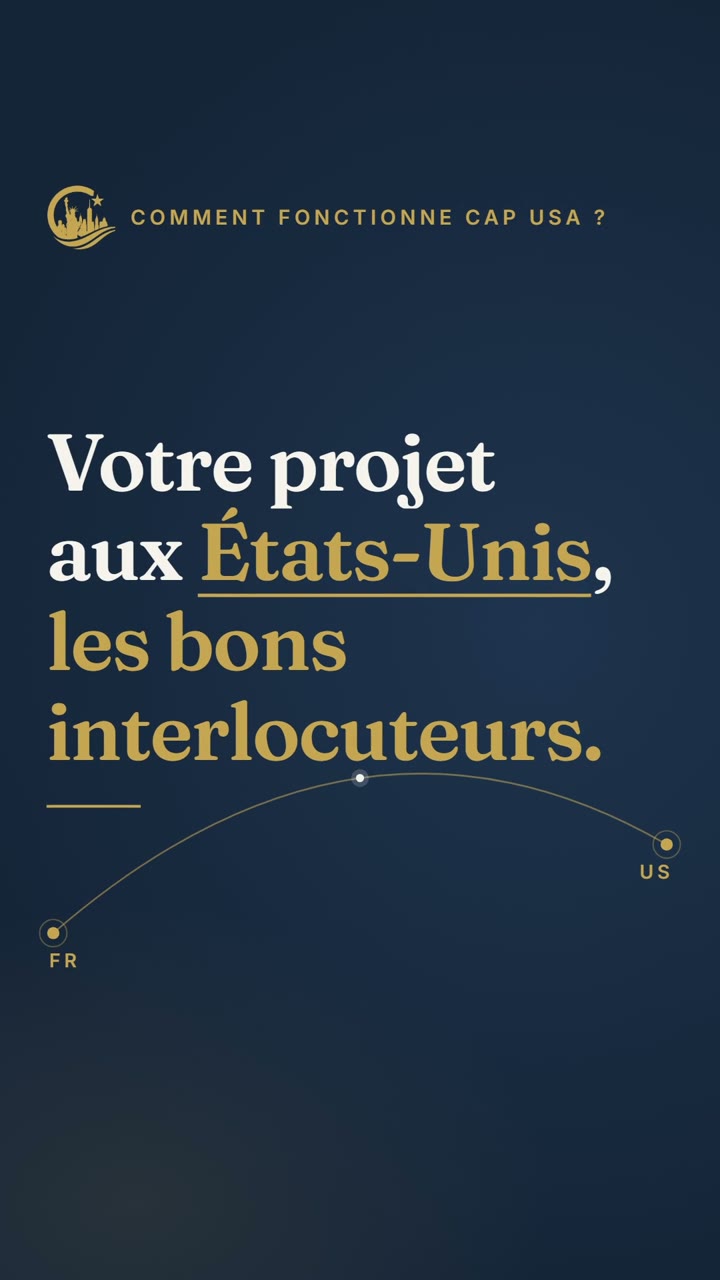 COMMENT FONCTIONNE CAP USA ?
Votre projet
aux États-Unis,
les bons
interlocuteurs.
US
FR